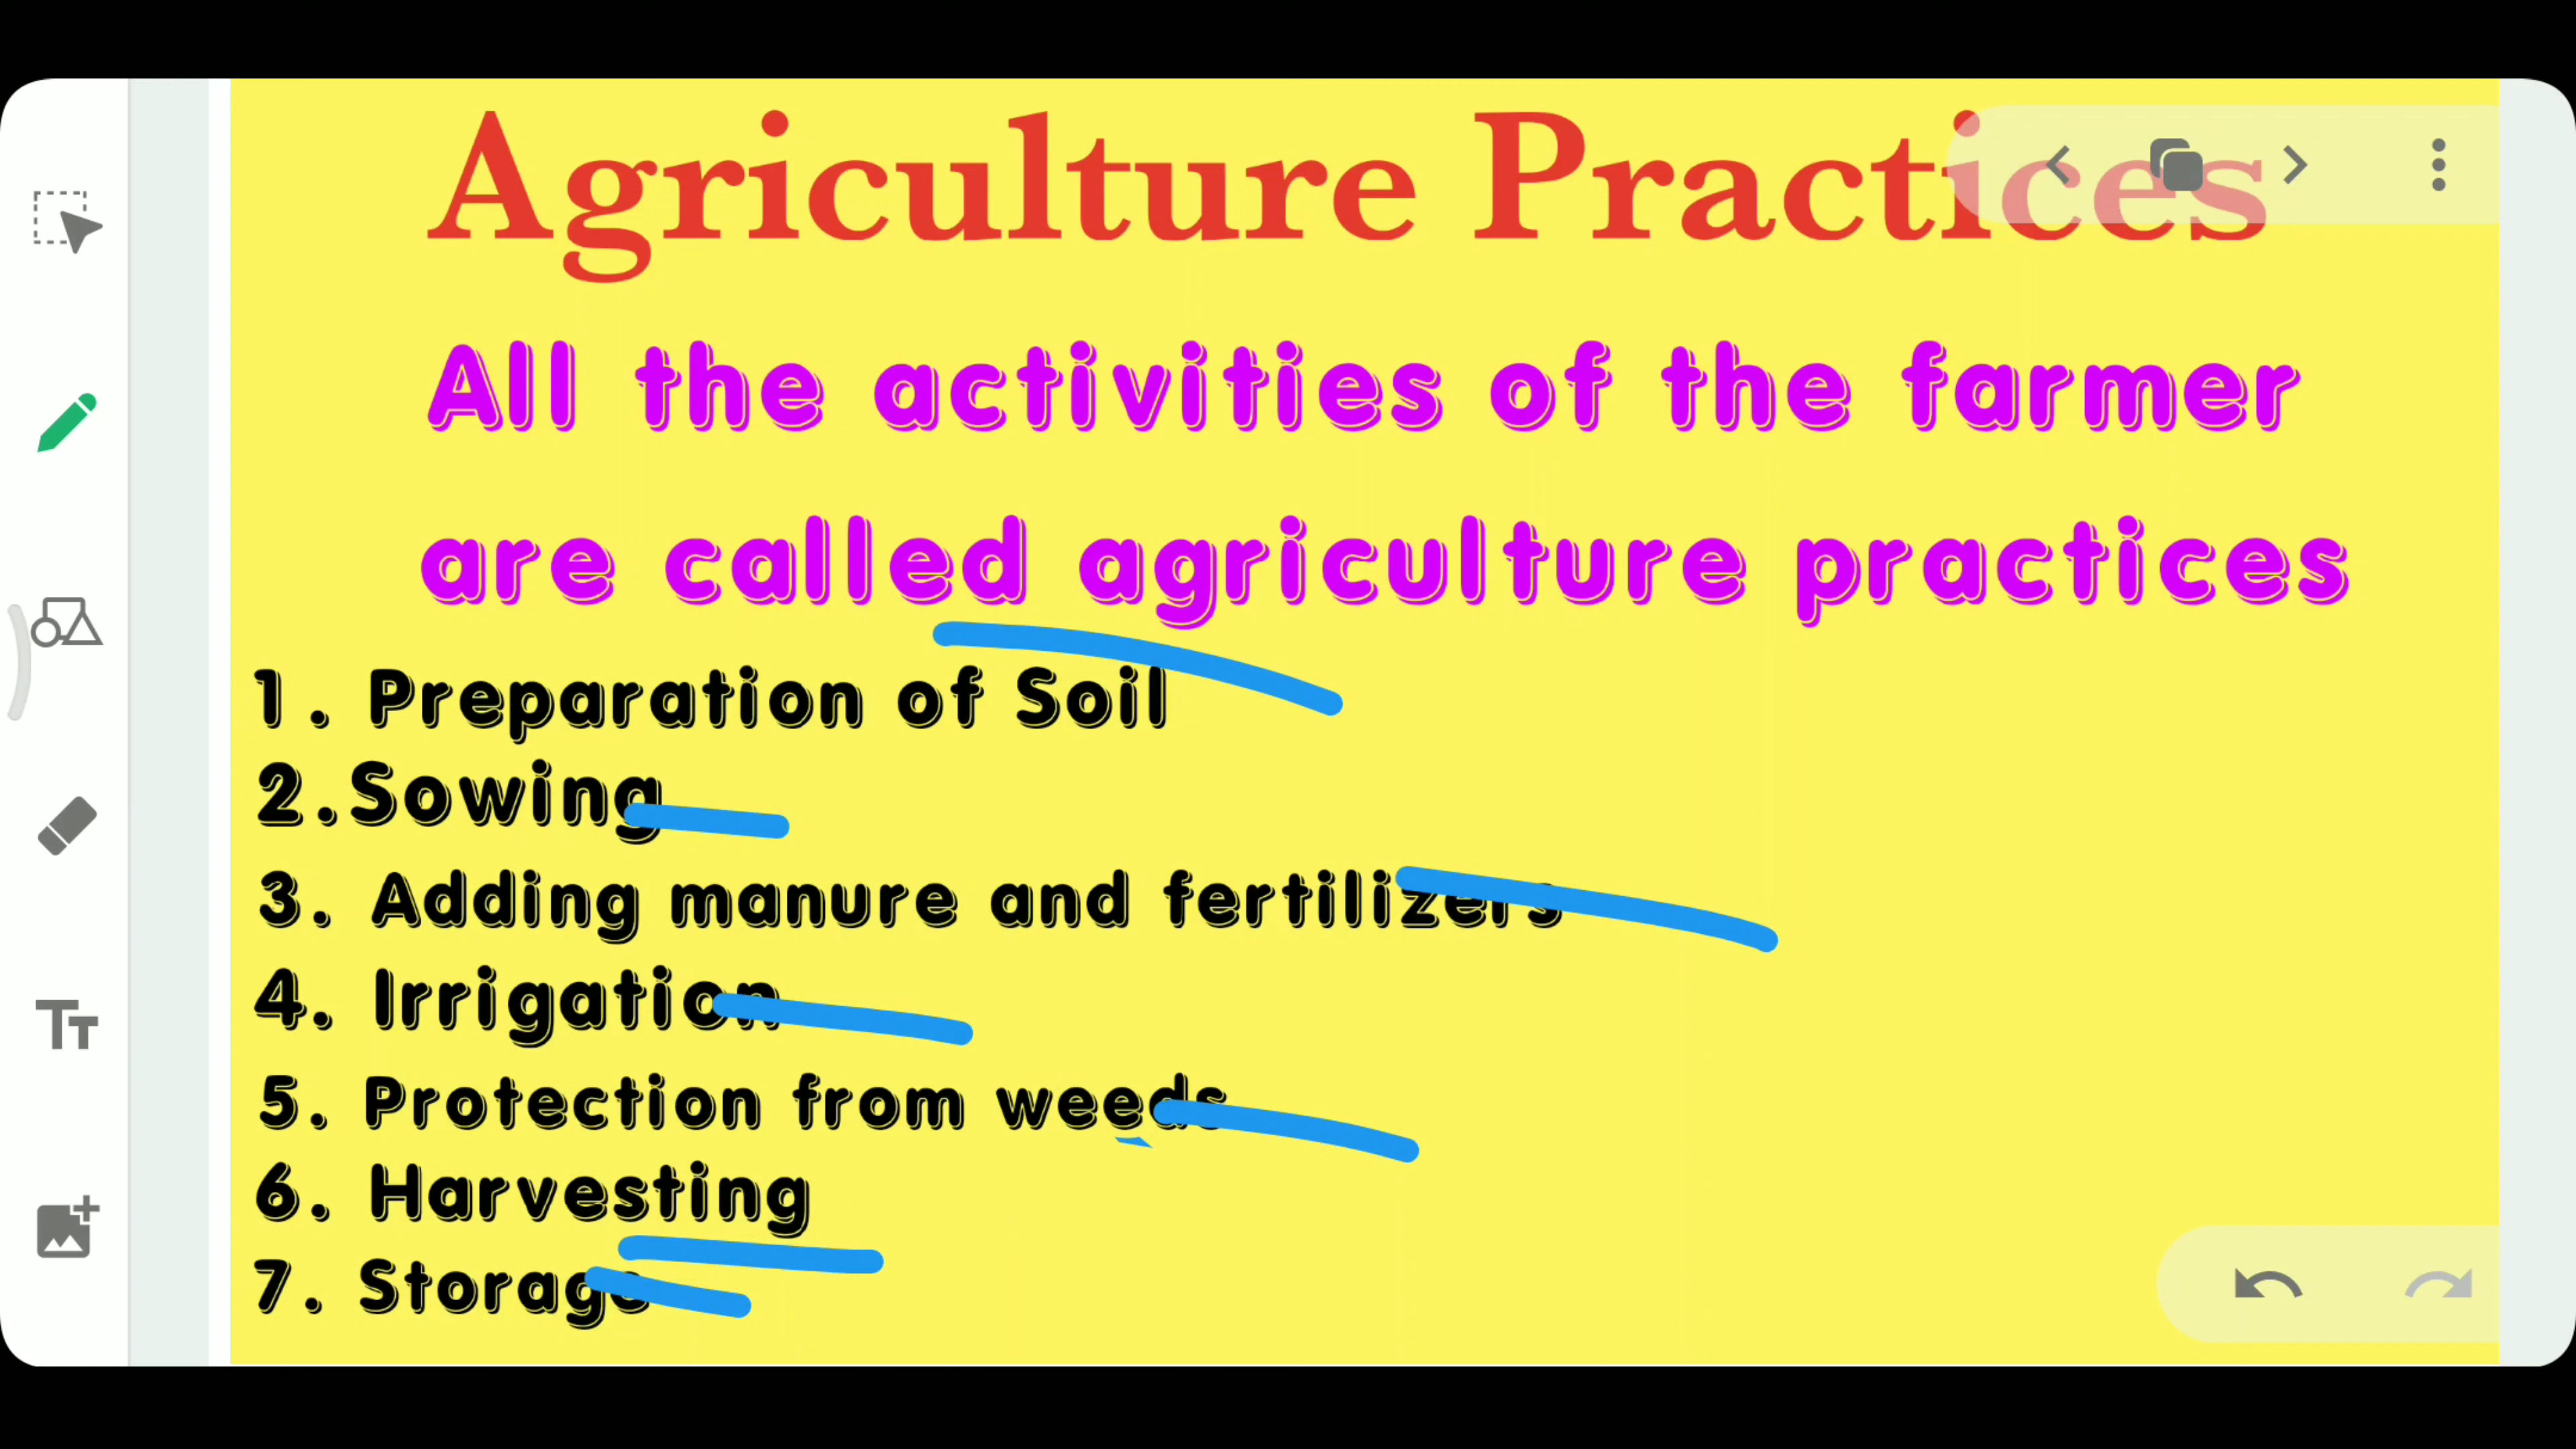 Agriculture Practices
All the activities of the farmer
are called agriculture practices
1. Preparation of Soil
2.Sowing
3. Adding manure and fertilizers
4. Irrigation
5. Protection from weeds
6. Harvesting
7. Storage